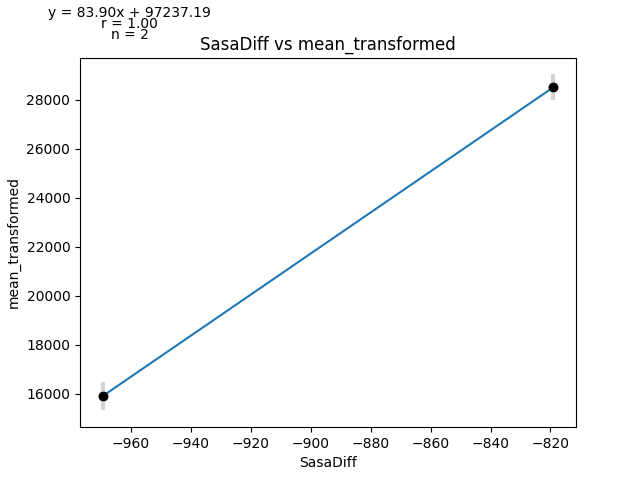 y = 83.90x + 97237.19
r = 1.00
n = 2
SasaDiff vs mean_transformed
28000
26000
24000
22000
20000
18000
16000
mean_transformed
−960
−940
−920
−900
−880
−860
−840
−820
SasaDiff